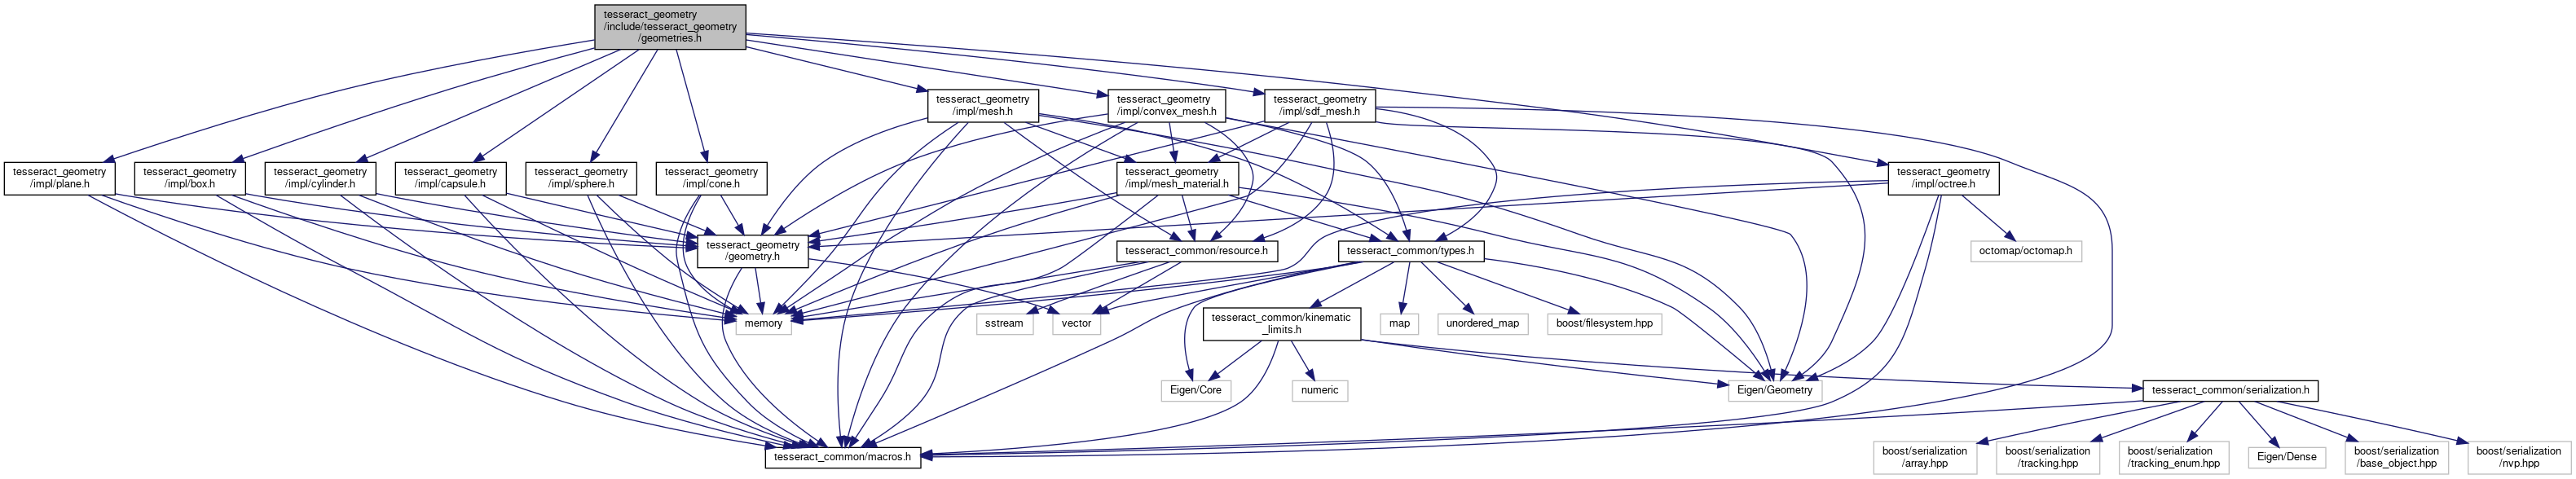 tesseract_geometry
/include/tesseract_geometry
/geometries.h
tesseract_geometry
/impl/mesh.h
tesseract_geometry
/impl/convex_mesh.h
tesseract_geometry
/impl/sdf_mesh.h
tesseract_geometry
/impl/plane.h
tesseract_geometry
/impl/box.h
tesseract_geometry
/impl/cylinder.h
tesseract_geometry
/impl/capsule.h
tesseract_geometry
/impl/sphere.h
tesseract_geometry
/impl/cone.h
tesseract_geometry
/impl/mesh_material.h
tesseract_geometry
/impl/octree.h
tesseract_geometry
/geometry.h
tesseract_common/resource.h
tesseract_common/types.h
octomap/octomap.h
memory
sstream
vector
tesseract_common/kinematic
_limits.h
map
unordered_map
boost/filesystem.hpp
Eigen/Core
numeric
Eigen/Geometry
tesseract_common/serialization.h
tesseract_common/macros.h
boost/serialization
/array.hpp
boost/serialization
/tracking.hpp
boost/serialization
/tracking_enum.hpp
Eigen/Dense
boost/serialization
/base_object.hpp
boost/serialization
/nvp.hpp